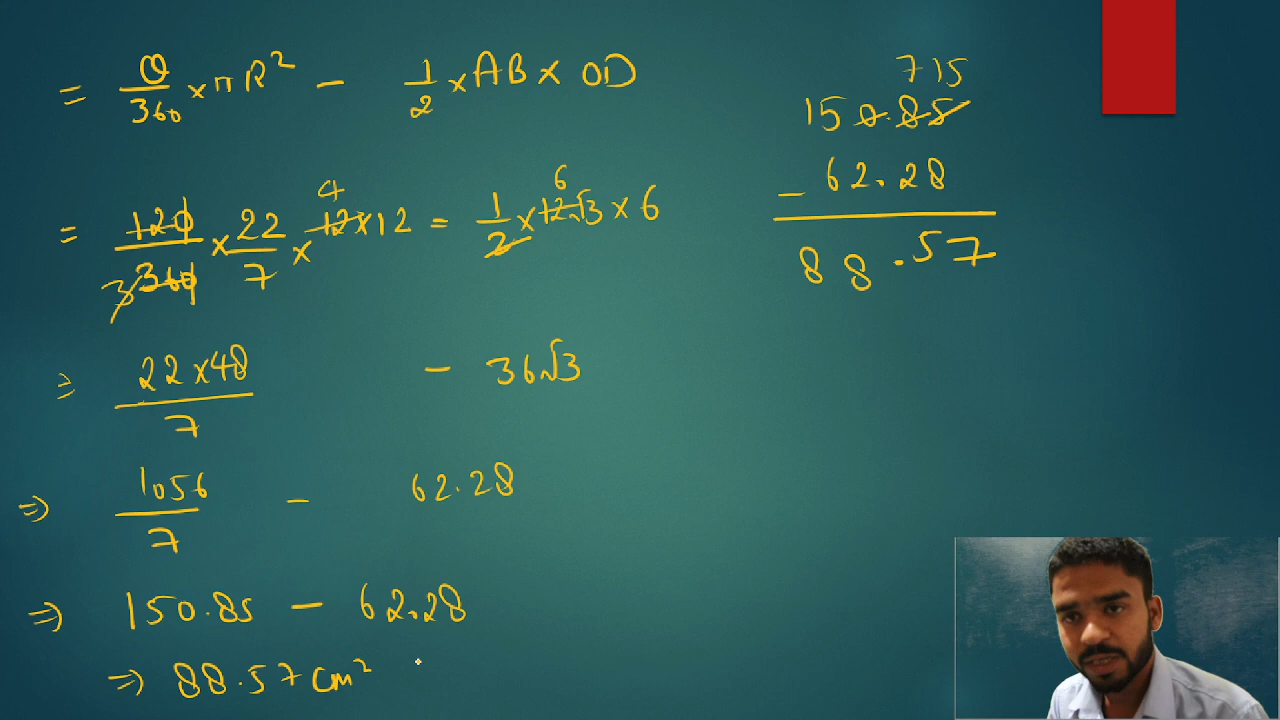 = θ/360 × π R² - 1/2 × AB × OD
= 120/360 × 22/7 × 12 × 12 = 1/2 × 12√3 × 6
3 4 6
⇒ 22 × 48/7 - 36√3
⇒ 1056/7 - 62.28
⇒ 150.85 - 62.28
⇒ 88.57 cm²
7 15
150.85
- 62.28
88.57